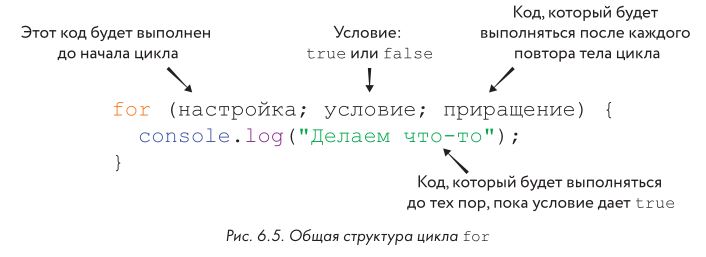 Этот код будет выполнен
до начала цикла
Условие:
true или false
Код, который будет
выполняться после каждого
повтора тела цикла
for (настройка; условие; приращение) {
console.log("Делаем что-то");
}
Код, который будет выполняться
до тех пор, пока условие дает true
Рис. 6.5. Общая структура цикла for